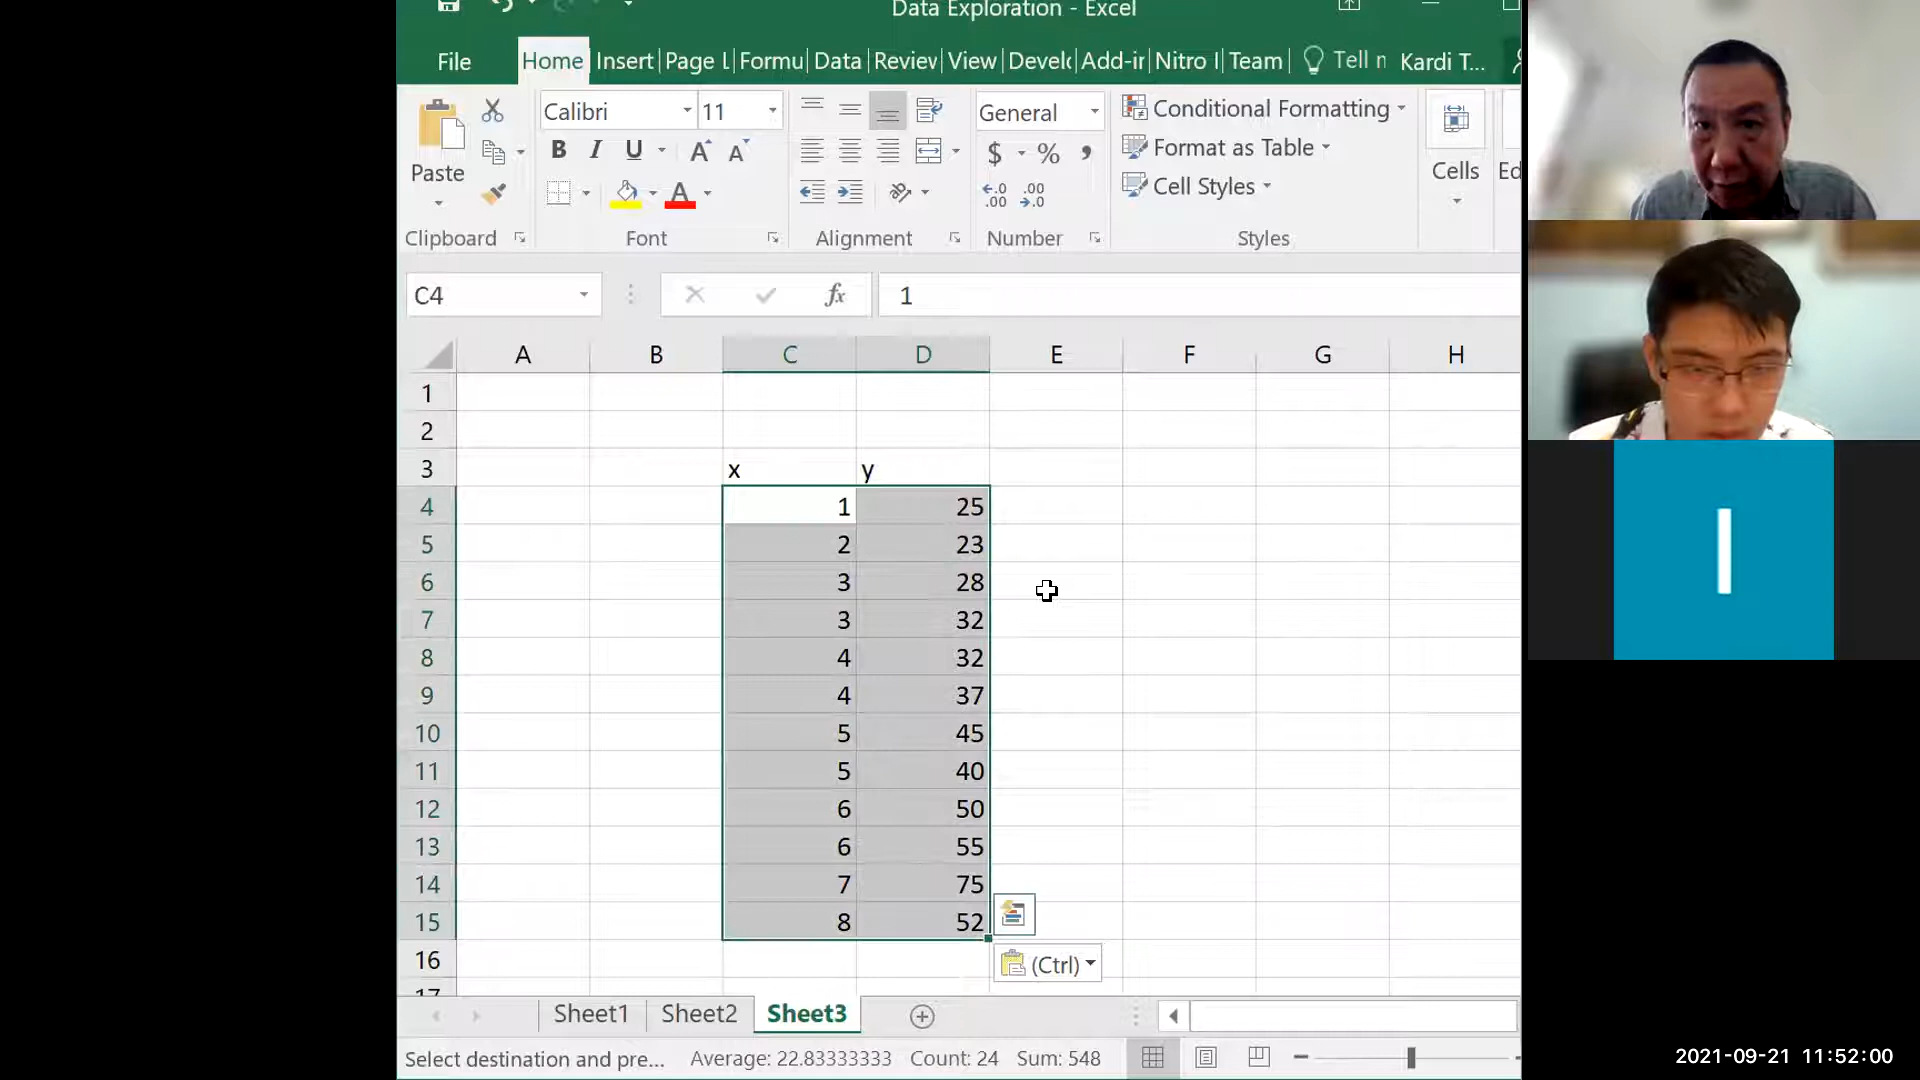 Data Exploration - Excel
File Home Insert Page L Formu Data Review View Develo Add-in Nitro Team Tell n Kardi T...
Calibri 11 General Conditional Formatting
B I U A A $ % , Format as Table
Paste A Cell Styles Cells Ed
Clipboard Font Alignment Number Styles
C4 fx 1
A B C D E F G H
1
2
3 x y
4 1 25
5 2 23
6 3 28
7 3 32
8 4 32
9 4 37
10 5 45
11 5 40
12 6 50
13 6 55
14 7 75
15 8 52
16 (Ctrl)
17
Sheet1 Sheet2 Sheet3
Select destination and pre... Average: 22.83333333 Count: 24 Sum: 548
I
2021-09-21 11:52:00